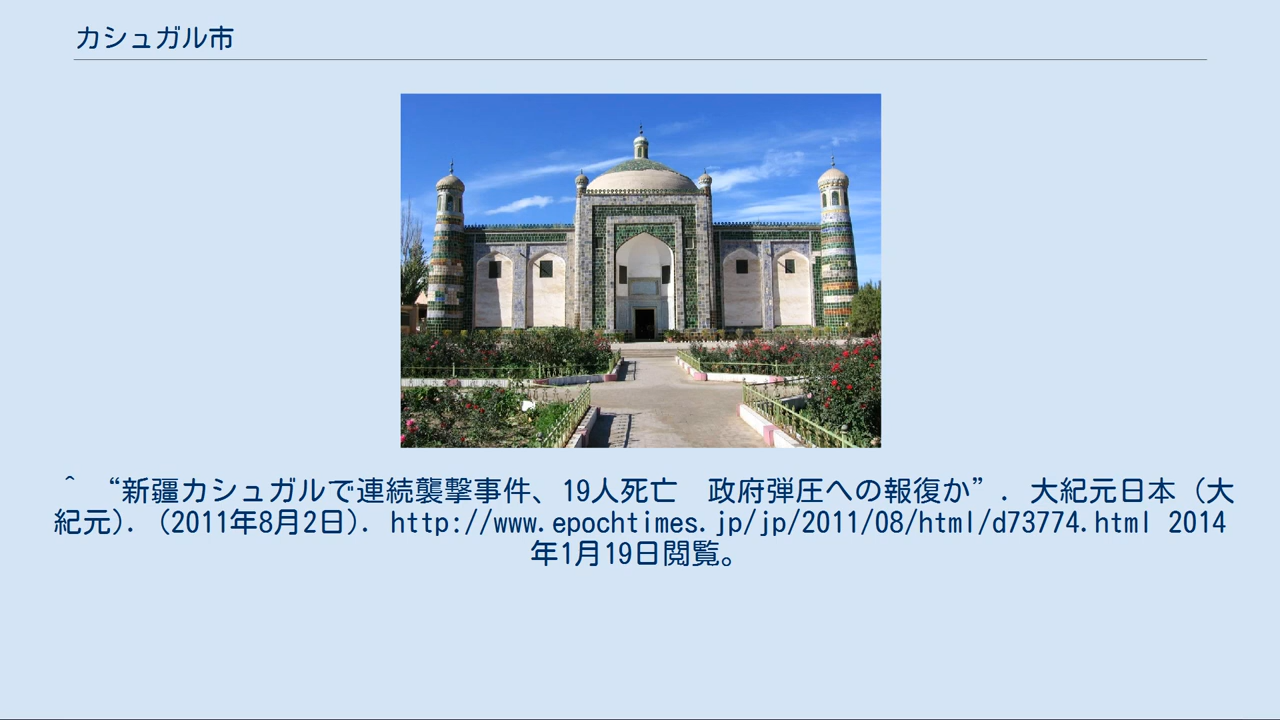 カシュガル市
^ “新疆カシュガルで連続襲撃事件、19人死亡　政府弾圧への報復か”. 大紀元日本 (大
紀元). (2011年8月2日). http://www.epochtimes.jp/jp/2011/08/html/d73774.html 2014
年1月19日閲覧。